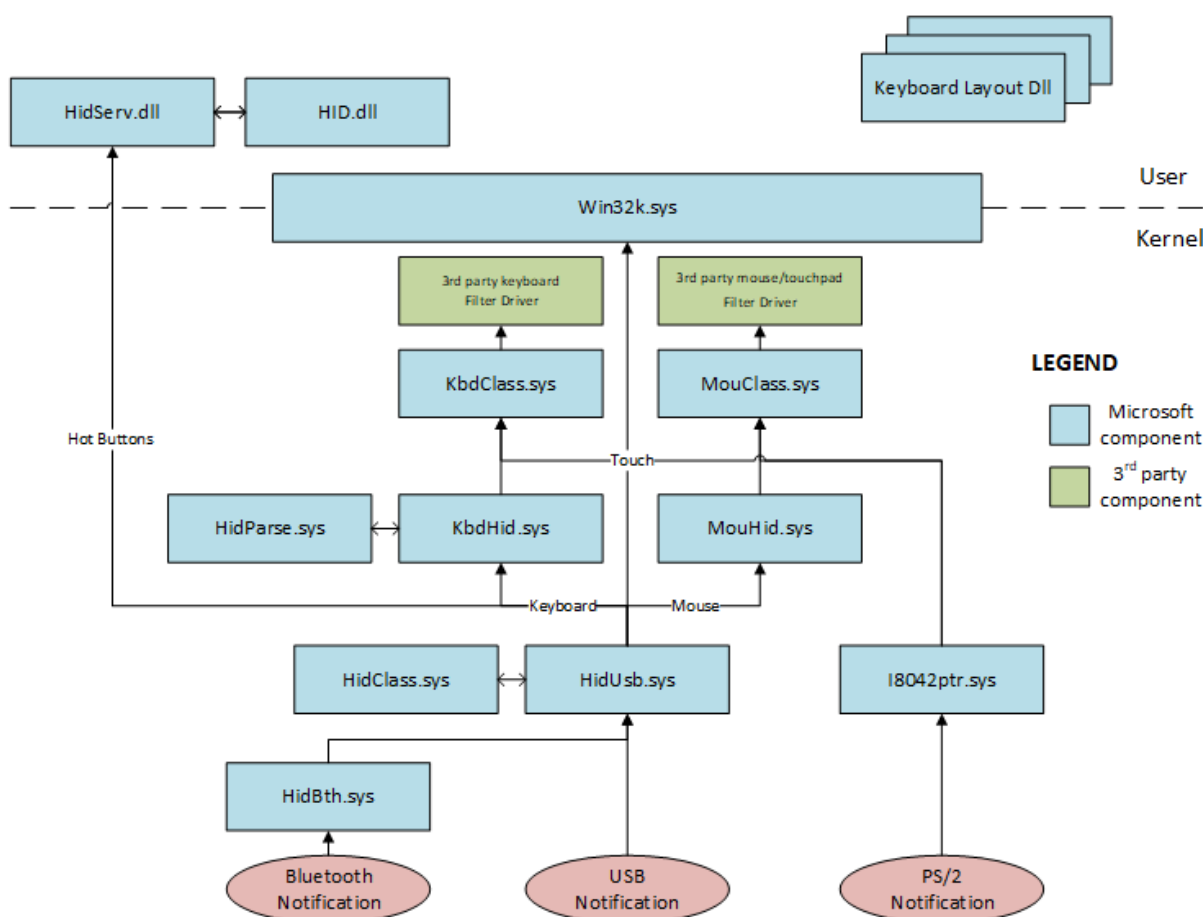 Keyboard Layout Dll
HidServ.dll
HID.dll
User
Win32k.sys
Kernel
3rd party keyboard
Filter Driver
3rd party mouse/touchpad
Filter Driver
KbdClass.sys
MouClass.sys
LEGEND
Microsoft
component
3rd party
component
Hot Buttons
Touch
HidParse.sys
KbdHid.sys
MouHid.sys
Keyboard
Mouse
HidClass.sys
HidUsb.sys
I8042ptr.sys
HidBth.sys
Bluetooth
Notification
USB
Notification
PS/2
Notification